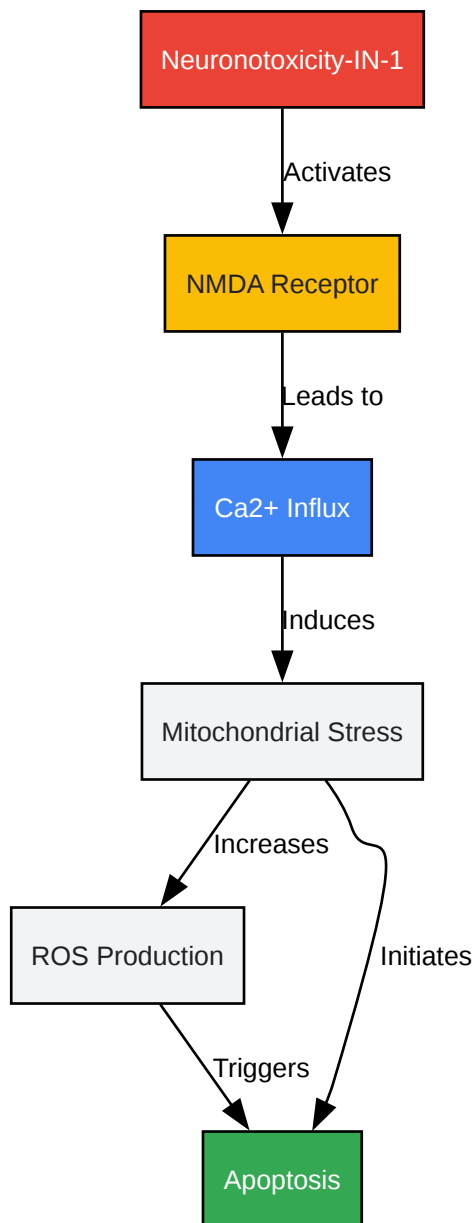 Neuronotoxicity-IN-1
Activates
NMDA Receptor
Leads to
Ca2+ Influx
Induces
Mitochondrial Stress
Increases
ROS Production
Initiates
Triggers
Apoptosis